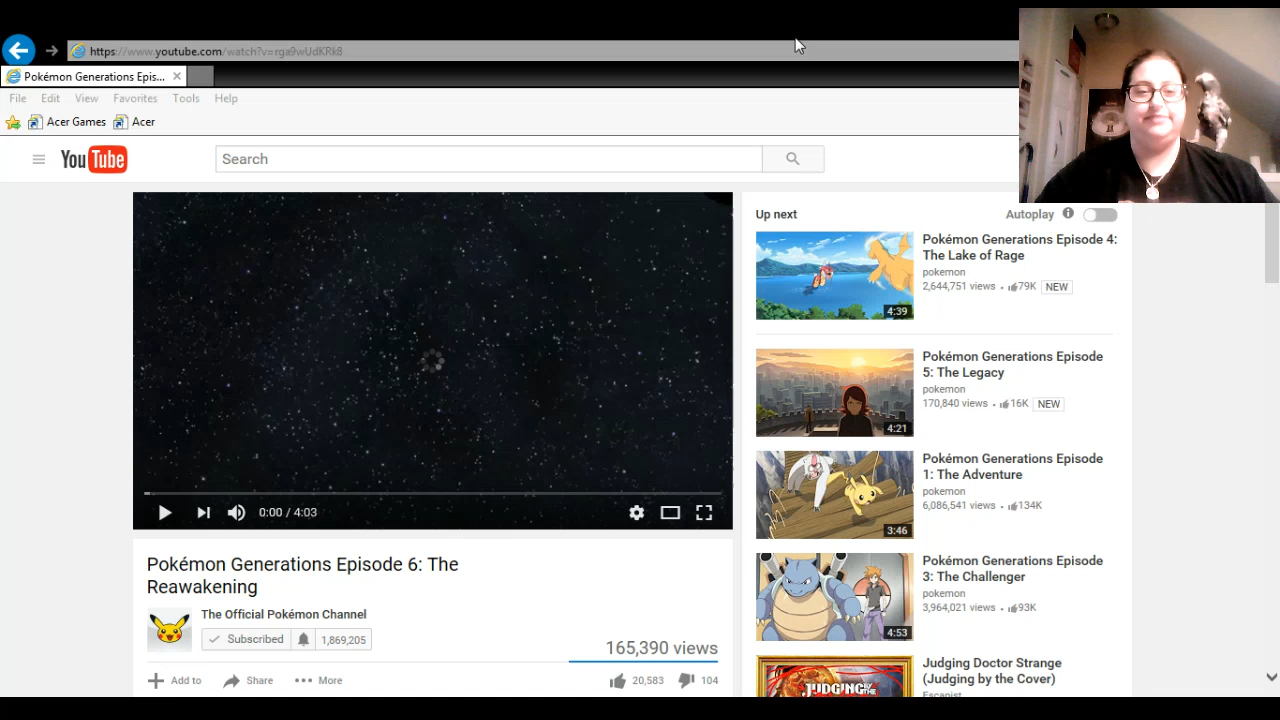 https://www.youtube.com/watch?v=rga9wUdKRk8
Pokémon Generations Epis...
File Edit View Favorites Tools Help
Acer Games Acer
YouTube
Search
0:00 / 4:03
Pokémon Generations Episode 6: The
Reawakening
The Official Pokémon Channel
Subscribed 1,869,205
165,390 views
Add to Share More
20,583 104
Up next
Autoplay
Pokémon Generations Episode 4:
The Lake of Rage
pokemon
2,644,751 views • 79K NEW
4:39
Pokémon Generations Episode
5: The Legacy
pokemon
170,840 views • 16K NEW
4:21
Pokémon Generations Episode
1: The Adventure
pokemon
6,086,541 views • 134K
3:46
Pokémon Generations Episode
3: The Challenger
pokemon
3,964,021 views • 93K
4:53
Judging Doctor Strange
(Judging by the Cover)
Escapist
JUDGING BY THE